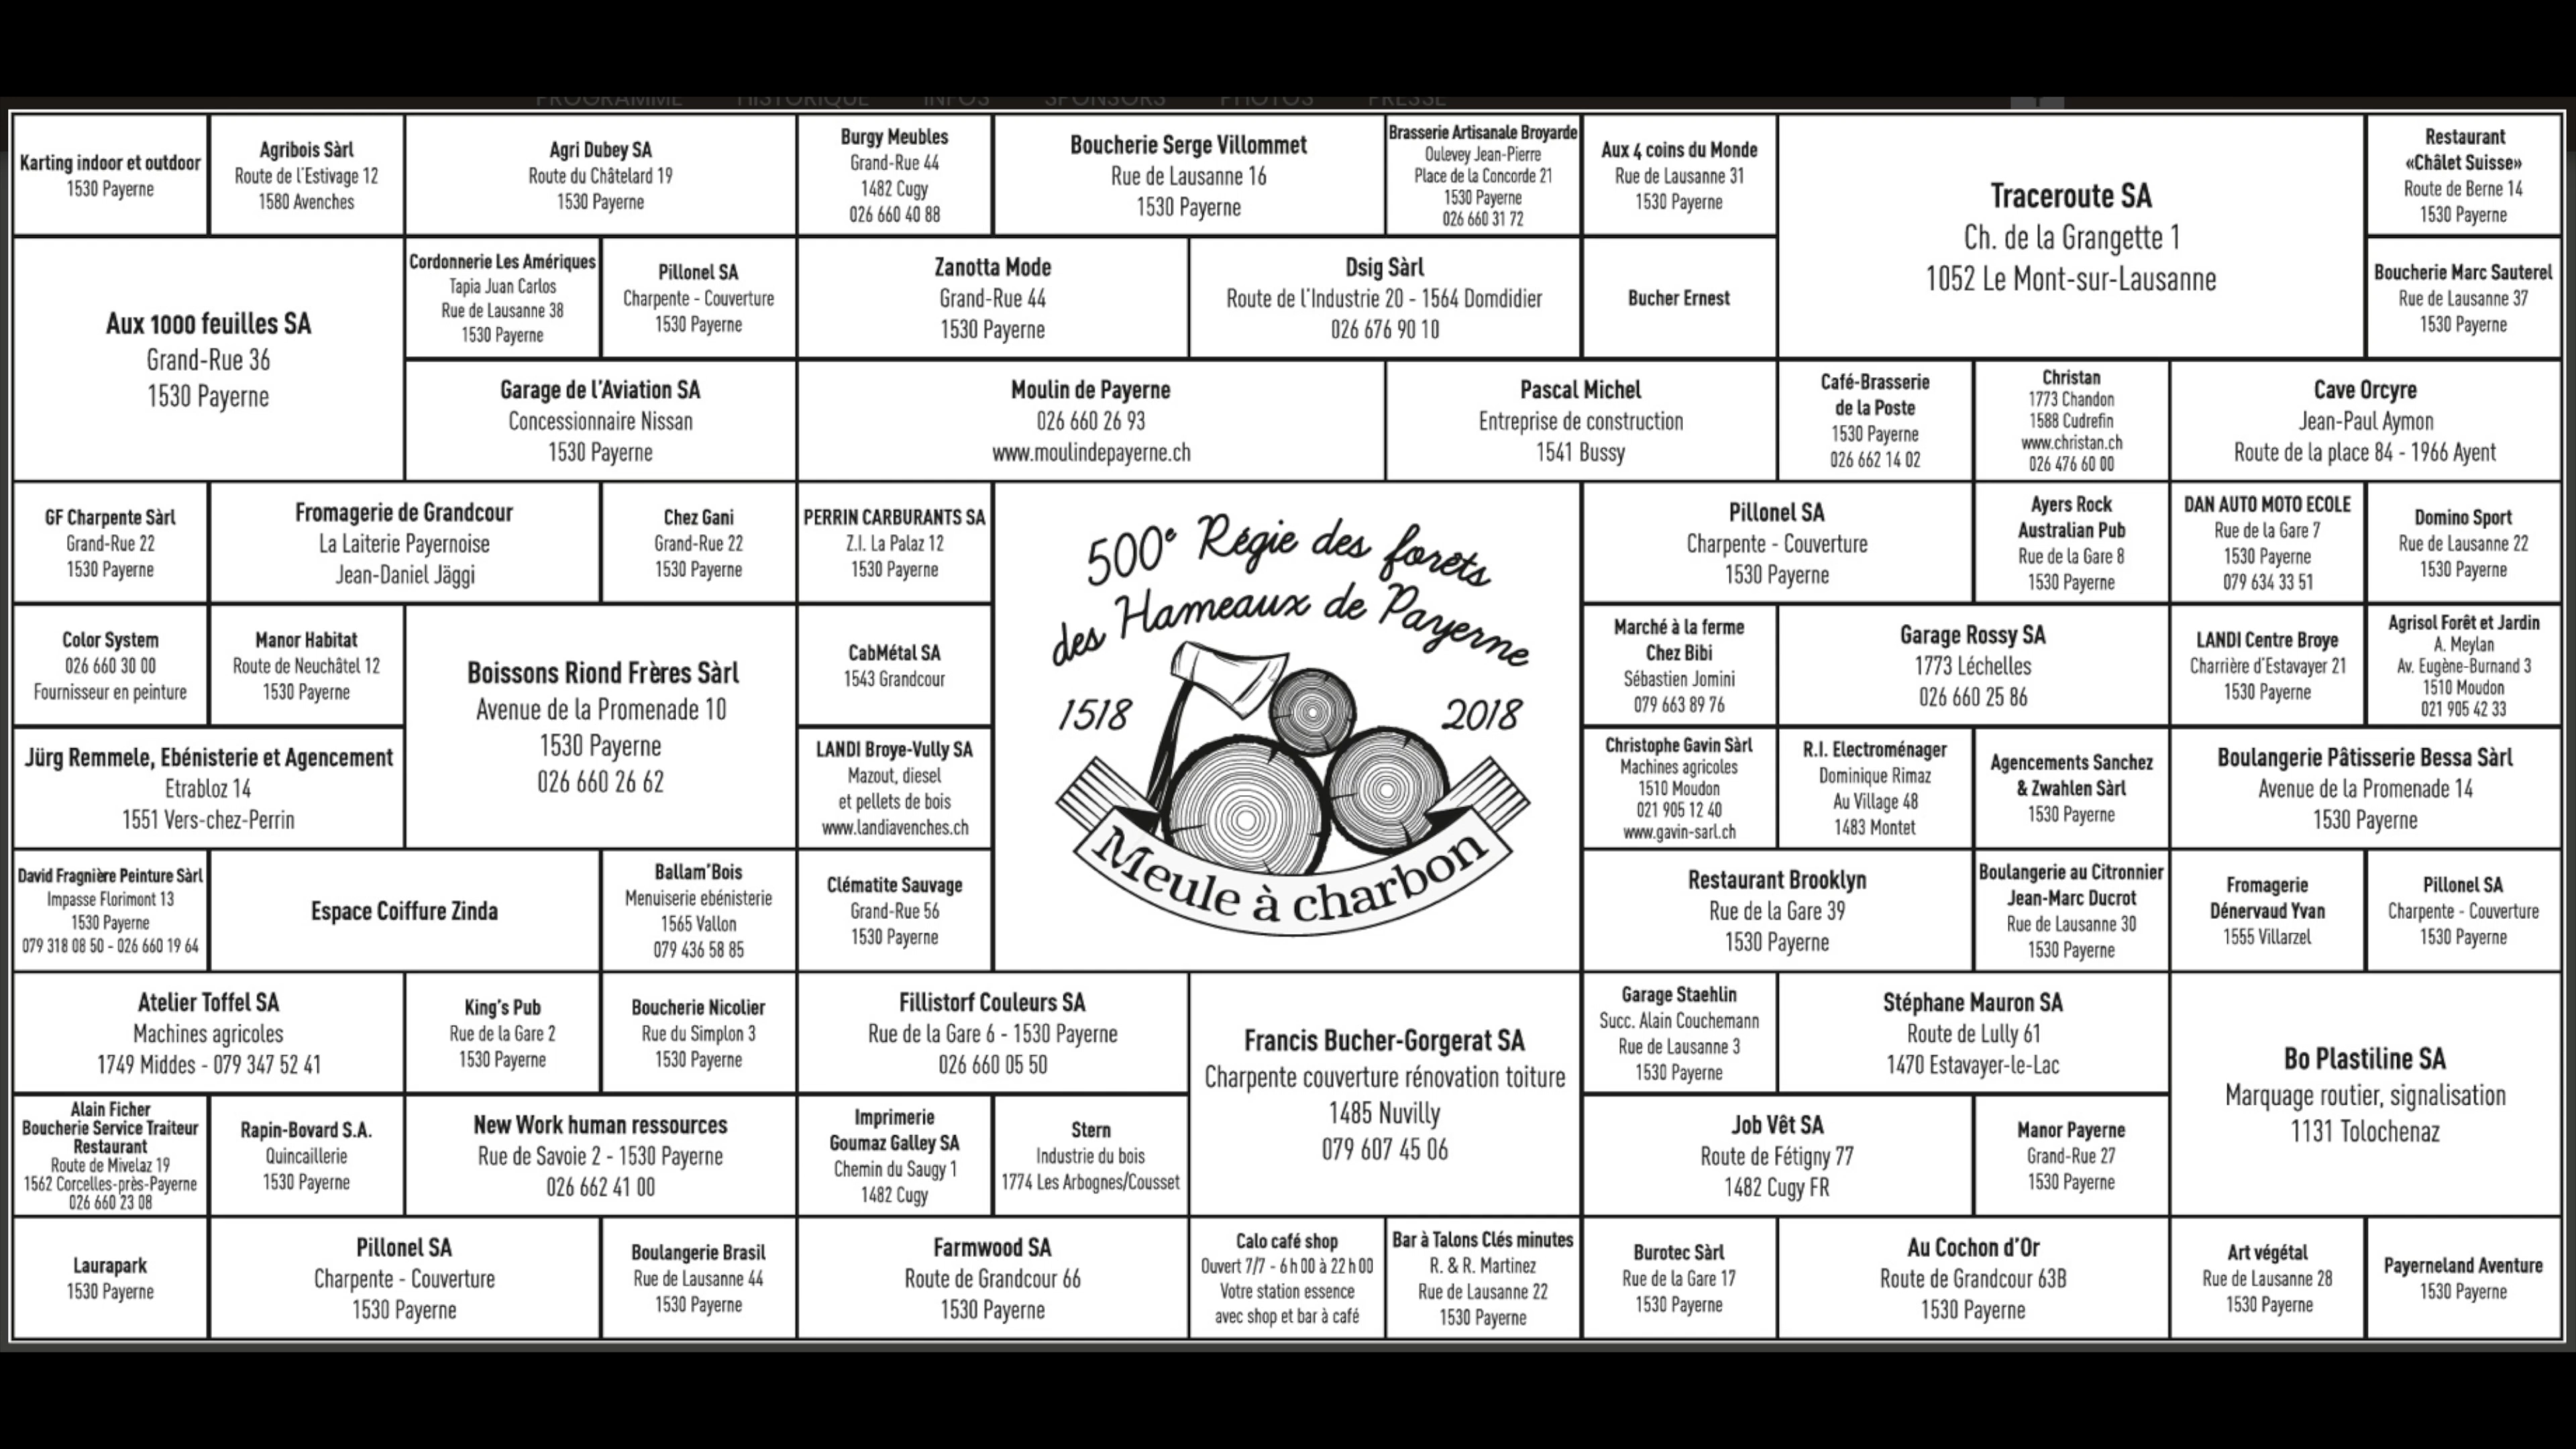 PROGRAMME HISTORIQUE INFOS SPONSORS PHOTOS PRESSE
Karting indoor et outdoor
1530 Payerne
Agribois Sàrl
Route de l'Estivage 12
1580 Avenches
Agri Dubey SA
Route du Châtelard 19
1530 Payerne
Burgy Meubles
Grand-Rue 44
1482 Cugy
026 660 40 88
Boucherie Serge Villommet
Rue de Lausanne 16
1530 Payerne
Brasserie Artisanale Broyarde
Oulevey Jean-Pierre
Place de la Concorde 21
1530 Payerne
026 660 31 72
Aux 4 coins du Monde
Rue de Lausanne 31
1530 Payerne
Traceroute SA
Ch. de la Grangette 1
1052 Le Mont-sur-Lausanne
Restaurant
«Châlet Suisse»
Route de Berne 14
1530 Payerne
Aux 1000 feuilles SA
Grand-Rue 36
1530 Payerne
Cordonnerie Les Amériques
Tapia Juan Carlos
Rue de Lausanne 38
1530 Payerne
Pillonel SA
Charpente - Couverture
1530 Payerne
Zanotta Mode
Grand-Rue 44
1530 Payerne
Dsig Sàrl
Route de l'Industrie 20 - 1564 Domdidier
026 676 90 10
Bucher Ernest
Boucherie Marc Sauterel
Rue de Lausanne 37
1530 Payerne
Garage de l'Aviation SA
Concessionnaire Nissan
1530 Payerne
Moulin de Payerne
026 660 26 93
www.moulindepayerne.ch
Pascal Michel
Entreprise de construction
1541 Bussy
Café-Brasserie
de la Poste
1530 Payerne
026 662 14 02
Christan
1773 Chandon
1588 Cudrefin
www.christan.ch
026 476 60 00
Cave Orcyre
Jean-Paul Aymon
Route de la place 84 - 1966 Ayent
GF Charpente Sàrl
Grand-Rue 22
1530 Payerne
Fromagerie de Grandcour
La Laiterie Payernoise
Jean-Daniel Jäggi
Chez Gani
Grand-Rue 22
1530 Payerne
PERRIN CARBURANTS SA
Z.I. La Palaz 12
1530 Payerne
500e Régie des forêts
des Hameaux de Payerne
1518 2018
Meule à charbon
Pillonel SA
Charpente - Couverture
1530 Payerne
Ayers Rock
Australian Pub
Rue de la Gare 8
1530 Payerne
DAN AUTO MOTO ECOLE
Rue de la Gare 7
1530 Payerne
079 634 33 51
Domino Sport
Rue de Lausanne 22
1530 Payerne
Color System
026 660 30 00
Fournisseur en peinture
Manor Habitat
Route de Neuchâtel 12
1530 Payerne
Boissons Riond Frères Sàrl
Avenue de la Promenade 10
1530 Payerne
026 660 26 62
CabMétal SA
1543 Grandcour
Marché à la ferme
Chez Bibi
Sébastien Jomini
079 663 89 76
Garage Rossy SA
1773 Léchelles
026 660 25 86
LANDI Centre Broye
Charrière d'Estavayer 21
1530 Payerne
Agrisol Forêt et Jardin
A. Meylan
Av. Eugène-Burnand 3
1510 Moudon
021 905 42 33
Jürg Remmele, Ebénisterie et Agencement
Etrabloz 14
1551 Vers-chez-Perrin
LANDI Broye-Vully SA
Mazout, diesel
et pellets de bois
www.landiavenches.ch
Christophe Gavin Sàrl
Machines agricoles
1510 Moudon
021 905 12 40
www.gavin-sarl.ch
R.I. Electroménager
Dominique Rimaz
Au Village 48
1483 Montet
Agencements Sanchez
& Zwahlen Sàrl
1530 Payerne
Boulangerie Pâtisserie Bessa Sàrl
Avenue de la Promenade 14
1530 Payerne
David Fragnière Peinture Sàrl
Impasse Florimont 13
1530 Payerne
079 318 08 50 - 026 660 19 64
Espace Coiffure Zinda
Ballam'Bois
Menuiserie ebénisterie
1565 Vallon
079 436 58 85
Clématite Sauvage
Grand-Rue 56
1530 Payerne
Restaurant Brooklyn
Rue de la Gare 39
1530 Payerne
Boulangerie au Citronnier
Jean-Marc Ducrot
Rue de Lausanne 30
1530 Payerne
Fromagerie
Dénervaud Yvan
1555 Villarzel
Pillonel SA
Charpente - Couverture
1530 Payerne
Atelier Toffel SA
Machines agricoles
1749 Middes - 079 347 52 41
King's Pub
Rue de la Gare 2
1530 Payerne
Boucherie Nicolier
Rue du Simplon 3
1530 Payerne
Fillistorf Couleurs SA
Rue de la Gare 6 - 1530 Payerne
026 660 05 50
Francis Bucher-Gorgerat SA
Charpente couverture rénovation toiture
1485 Nuvilly
079 607 45 06
Garage Staehlin
Succ. Alain Couchemann
Rue de Lausanne 3
1530 Payerne
Stéphane Mauron SA
Route de Lully 61
1470 Estavayer-le-Lac
Bo Plastiline SA
Marquage routier, signalisation
1131 Tolochenaz
Alain Ficher
Boucherie Service Traiteur
Restaurant
Route de Mivelaz 19
1562 Corcelles-près-Payerne
026 660 23 08
Rapin-Bovard S.A.
Quincaillerie
1530 Payerne
New Work human ressources
Rue de Savoie 2 - 1530 Payerne
026 662 41 00
Imprimerie
Goumaz Galley SA
Chemin du Saugy 1
1482 Cugy
Stern
Industrie du bois
1774 Les Arbognes/Cousset
Job Vêt SA
Route de Fétigny 77
1482 Cugy FR
Manor Payerne
Grand-Rue 27
1530 Payerne
Laurapark
1530 Payerne
Pillonel SA
Charpente - Couverture
1530 Payerne
Boulangerie Brasil
Rue de Lausanne 44
1530 Payerne
Farmwood SA
Route de Grandcour 66
1530 Payerne
Calo café shop
Ouvert 7/7 - 6h00 à 22h00
Votre station essence
avec shop et bar à café
Bar à Talons Clés minutes
R. & R. Martinez
Rue de Lausanne 22
1530 Payerne
Burotec Sàrl
Rue de la Gare 17
1530 Payerne
Au Cochon d'Or
Route de Grandcour 63B
1530 Payerne
Art végétal
Rue de Lausanne 28
1530 Payerne
Payerneland Aventure
1530 Payerne